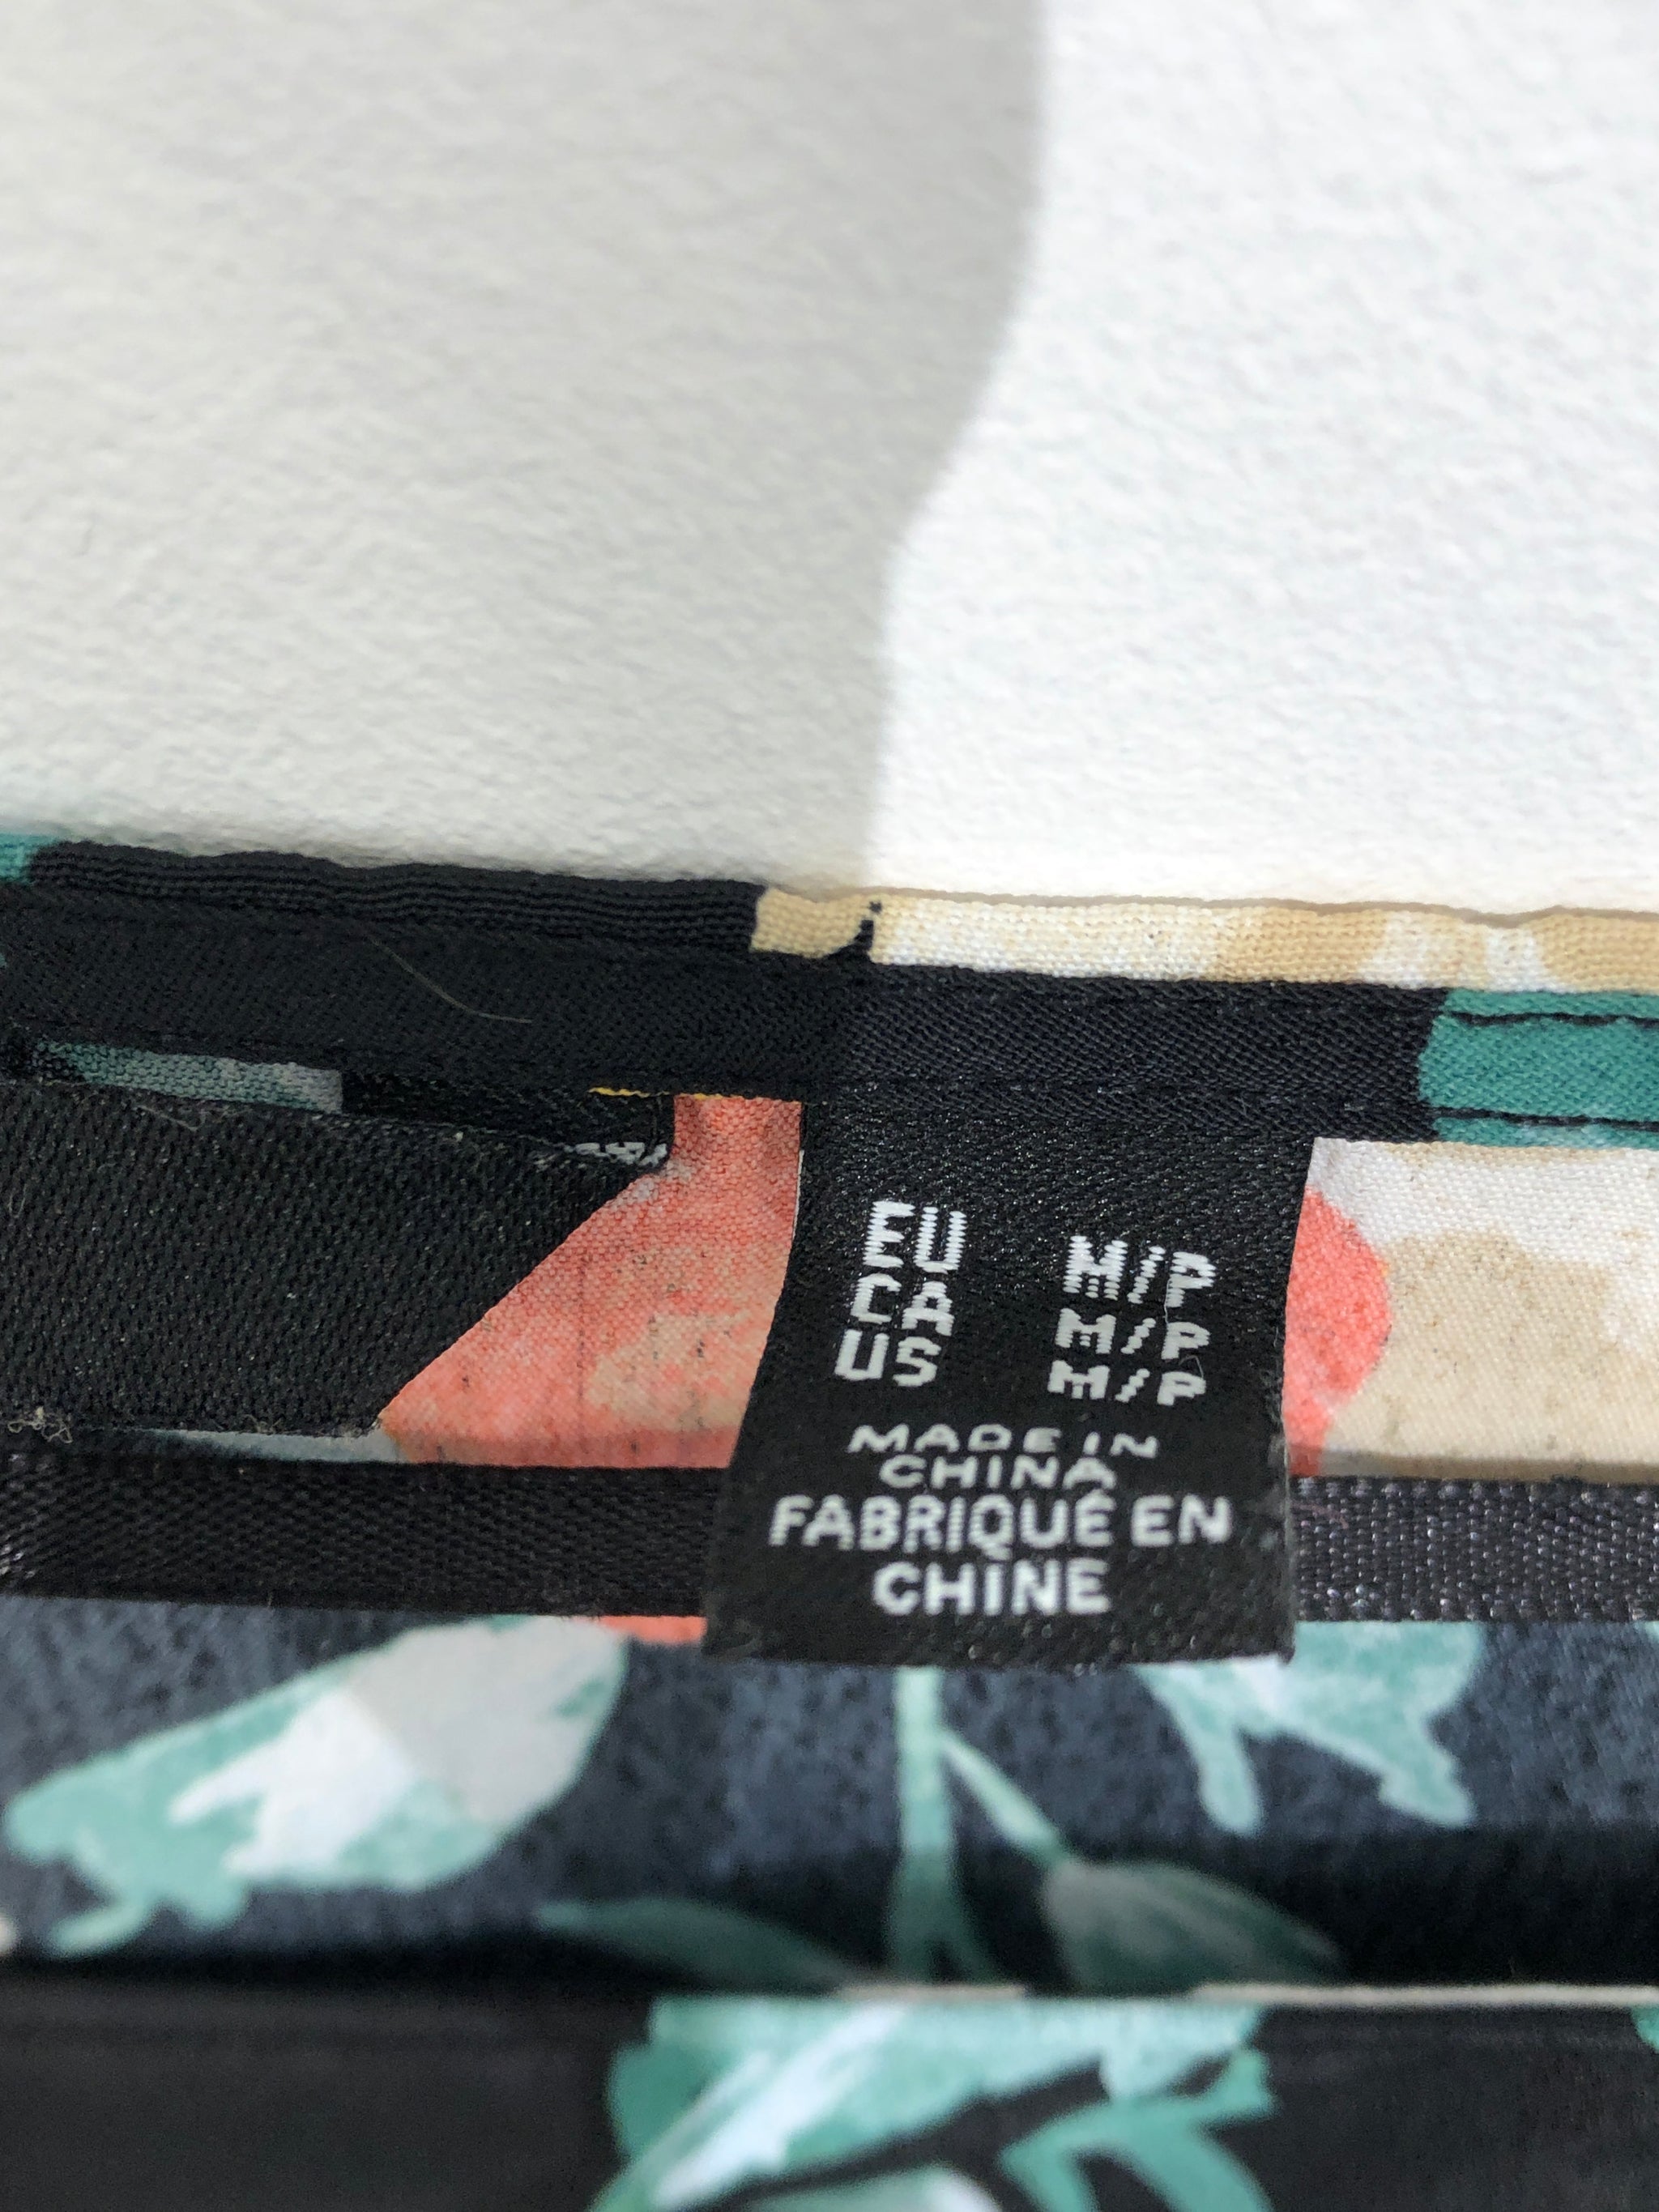 EU M/P
CA M/P
US M/P
MADE IN
CHINA
FABRIQUÉ EN
CHINE